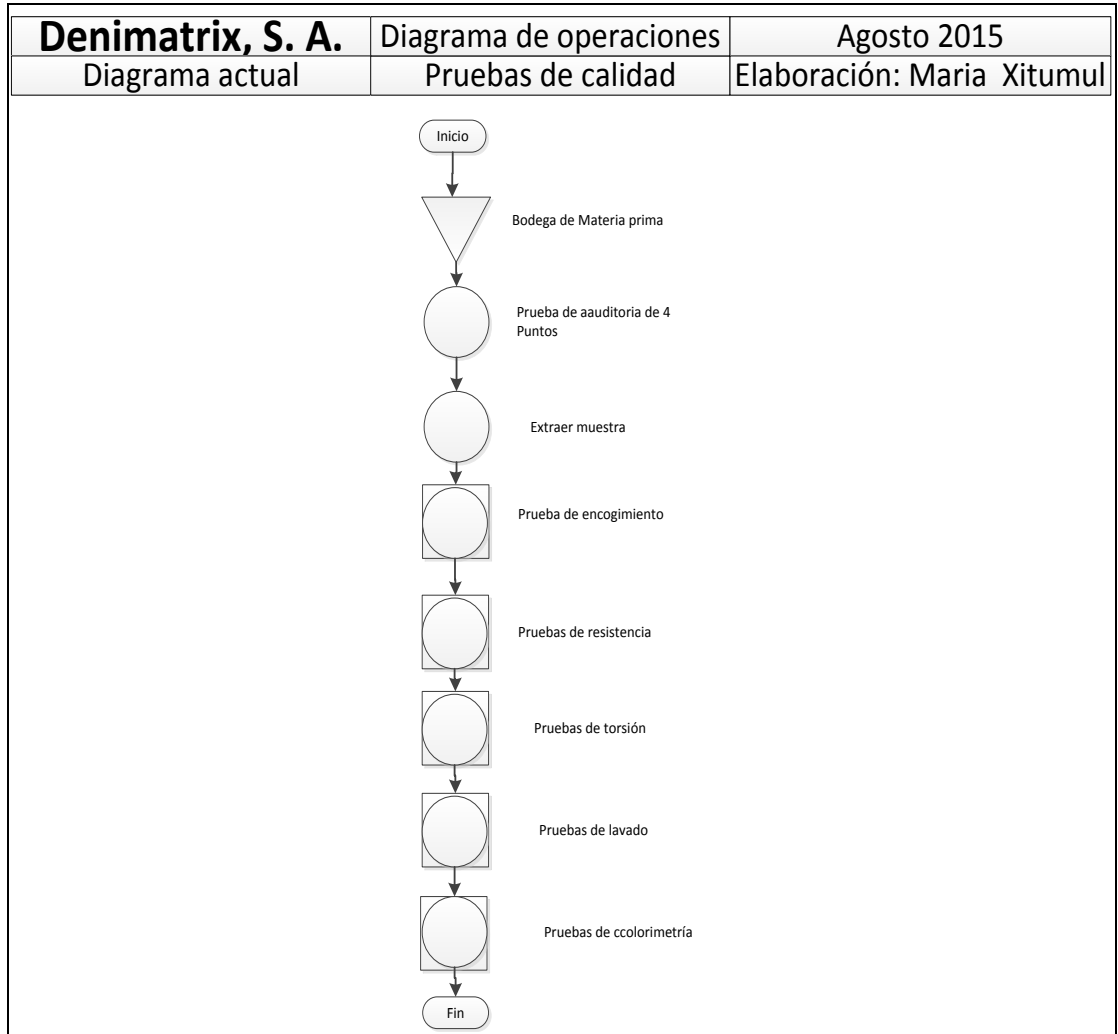 Denimatrix, S. A.
Diagrama de operaciones
Agosto 2015
Diagrama actual
Pruebas de calidad
Elaboración: Maria Xitumul
Inicio
Bodega de Materia prima
Prueba de aauditoria de 4
Puntos
Extraer muestra
Prueba de encogimiento
Pruebas de resistencia
Pruebas de torsión
Pruebas de lavado
Pruebas de ccolorimetría
Fin